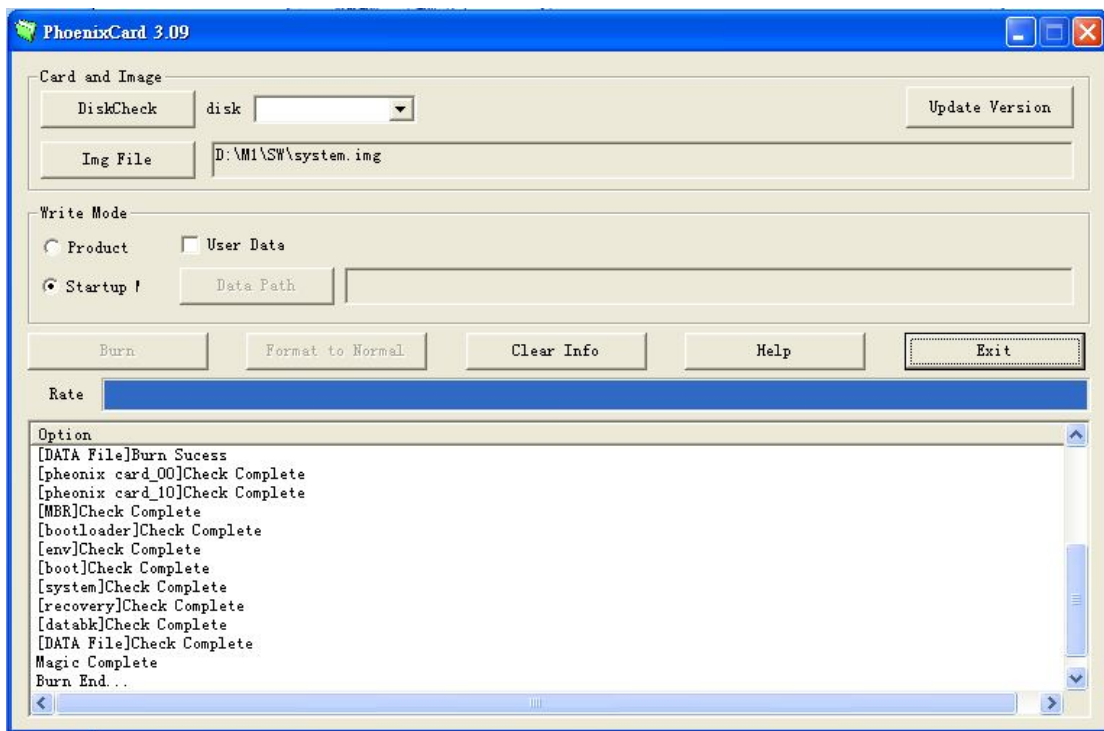 PhoenixCard 3.09
Card and Image
DiskCheck disk Update Version
Img File D:\M1\SW\system.img
Write Mode
Product User Data
Startup Data Path
Burn Format to Normal Clear Info Help Exit
Rate
Option
[DATA File]Burn Sucess
[pheonix card_00]Check Complete
[pheonix card_10]Check Complete
[MBR]Check Complete
[bootloader]Check Complete
[env]Check Complete
[boot]Check Complete
[system]Check Complete
[recovery]Check Complete
[databk]Check Complete
[DATA File]Check Complete
Magic Complete
Burn End...